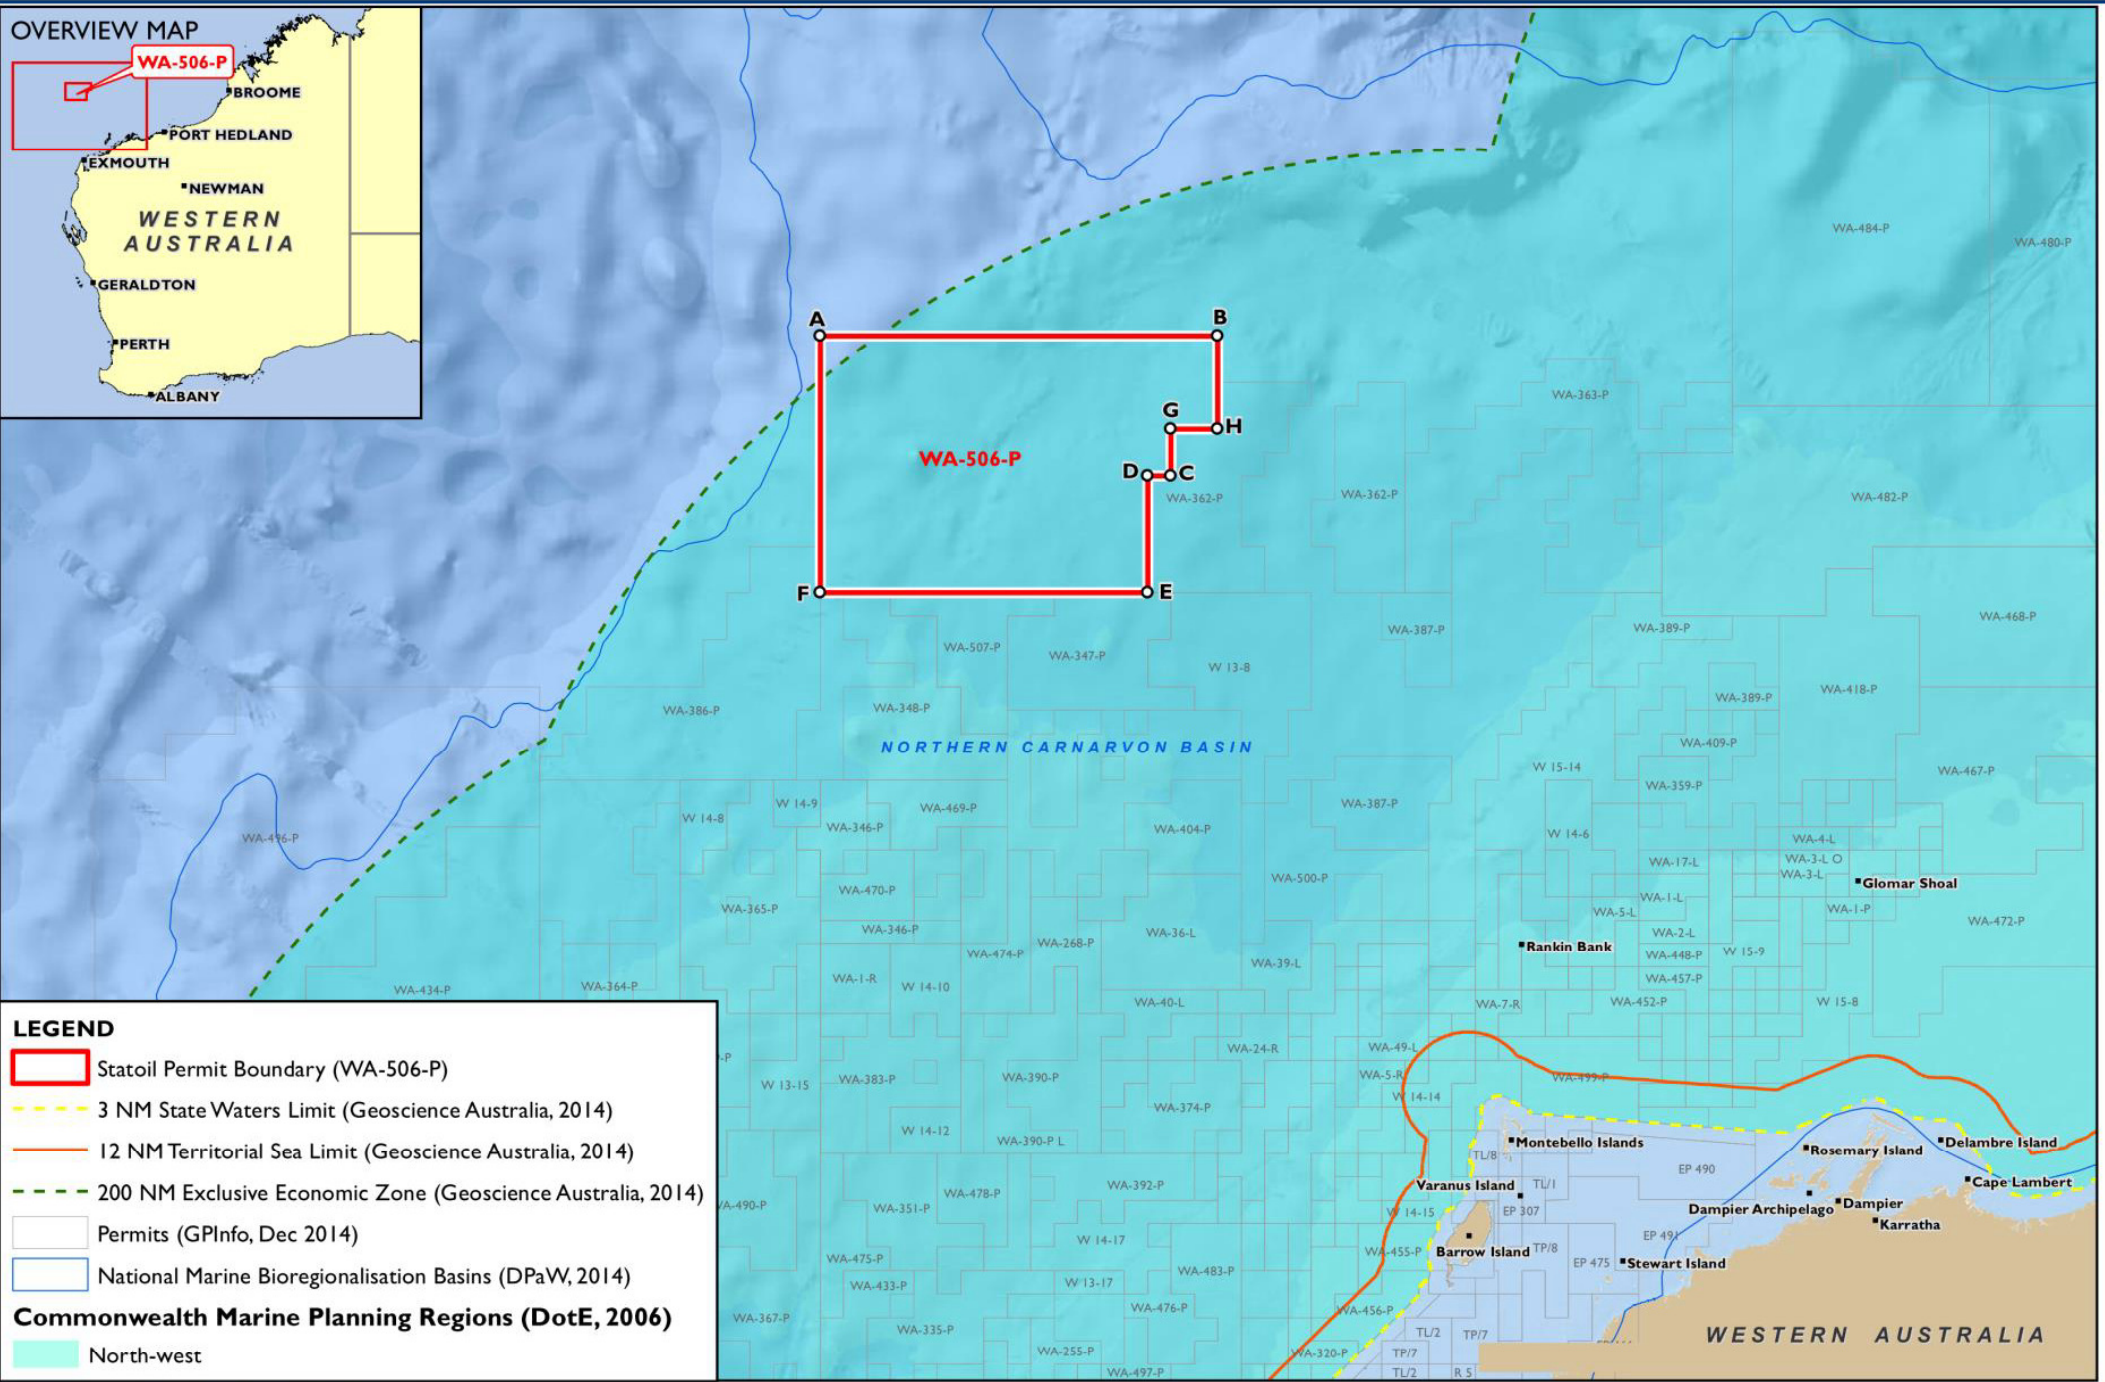 OVERVIEW MAP
WA-506-P
BROOME
PORT HEDLAND
EXMOUTH
NEWMAN
WESTERN
AUSTRALIA
GERALDTON
PERTH
ALBANY
WA-484-P
WA-480-P
A
B
WA-363-P
G
H
WA-506-P
D
C
WA-362-P
WA-362-P
WA-482-P
F
E
WA-507-P
WA-347-P
W 13-8
WA-387-P
WA-389-P
WA-468-P
WA-386-P
WA-348-P
WA-389-P
WA-418-P
NORTHERN CARNARVON BASIN
WA-409-P
W 15-14
WA-467-P
WA-359-P
W 14-9
WA-469-P
WA-387-P
W 14-8
WA-346-P
WA-404-P
W 14-6
WA-496-P
WA-4-L
WA-17-L
WA-3-L O
WA-3-L
Glomar Shoal
WA-470-P
WA-500-P
WA-1-L
WA-365-P
WA-5-L
WA-1-P
WA-472-P
WA-346-P
WA-36-L
WA-2-L
WA-268-P
Rankin Bank
WA-474-P
WA-448-P
W 15-9
WA-39-L
WA-1-R
W 14-10
WA-457-P
WA-434-P
WA-364-P
WA-40-L
WA-7-R
WA-452-P
W 15-8
WA-24-R
WA-49-L
-P
W 13-15
WA-383-P
WA-390-P
WA-5-R
WA-499-P
W 14-14
WA-374-P
W 14-12
WA-390-P L
Montebello Islands
Rosemary Island
Delambre Island
TL/8
EP 490
WA-478-P
WA-392-P
Varanus Island
TL/1
Cape Lambert
WA-490-P
WA-351-P
W 14-15
EP 307
Dampier Archipelago
Dampier
Karratha
W 14-17
EP 491
WA-475-P
WA-455-P
Barrow Island
TP/8
EP 475
Stewart Island
WA-433-P
W 13-17
WA-483-P
WA-476-P
WA-456-P
WA-367-P
WA-335-P
TL/2
TP/7
WESTERN AUSTRALIA
WA-255-P
WA-320-P
TP/7
WA-497-P
TL/2
R 5
LEGEND
Statoil Permit Boundary (WA-506-P)
3 NM State Waters Limit (Geoscience Australia, 2014)
12 NM Territorial Sea Limit (Geoscience Australia, 2014)
200 NM Exclusive Economic Zone (Geoscience Australia, 2014)
Permits (GPInfo, Dec 2014)
National Marine Bioregionalisation Basins (DPaW, 2014)
Commonwealth Marine Planning Regions (DotE, 2006)
North-west